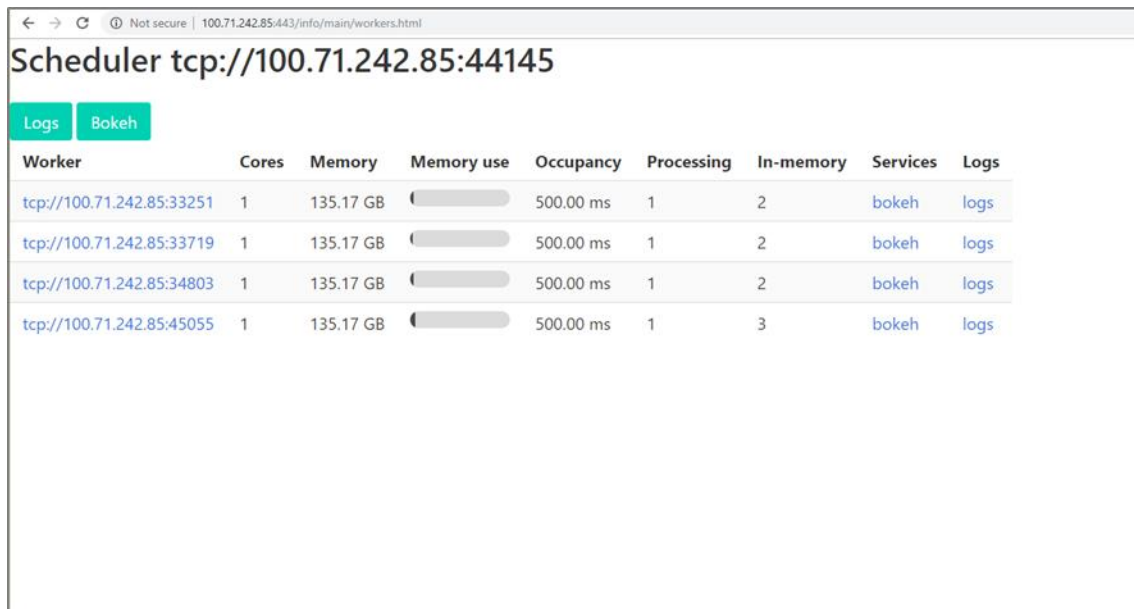 Not secure | 100.71.242.85:443/info/main/workers.html
Scheduler tcp://100.71.242.85:44145
Logs Bokeh
Worker Cores Memory Memory use Occupancy Processing In-memory Services Logs
tcp://100.71.242.85:33251 1 135.17 GB 500.00 ms 1 2 bokeh logs
tcp://100.71.242.85:33719 1 135.17 GB 500.00 ms 1 2 bokeh logs
tcp://100.71.242.85:34803 1 135.17 GB 500.00 ms 1 2 bokeh logs
tcp://100.71.242.85:45055 1 135.17 GB 500.00 ms 1 3 bokeh logs